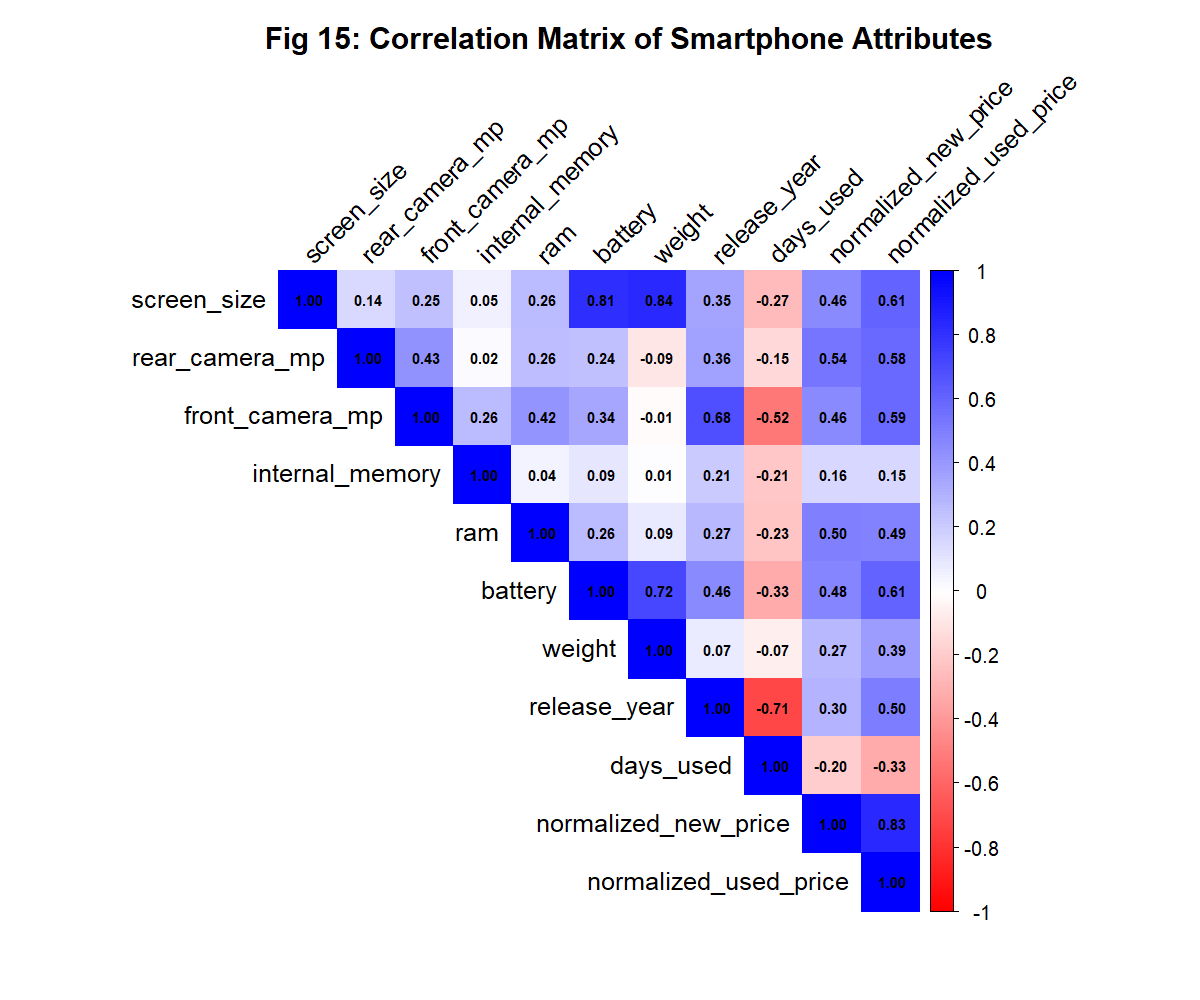 Fig 15: Correlation Matrix of Smartphone Attributes
screen_size
rear_camera_mp
front_camera_mp
internal_memory
ram
battery
weight
release_year
days_used
normalized_new_price
normalized_used_price
screen_size 1.00 0.14 0.25 0.05 0.26 0.81 0.84 0.35 -0.27 0.46 0.61
rear_camera_mp 1.00 0.43 0.02 0.26 0.24 -0.09 0.36 -0.15 0.54 0.58
front_camera_mp 1.00 0.26 0.42 0.34 -0.01 0.68 -0.52 0.46 0.59
internal_memory 1.00 0.04 0.09 0.01 0.21 -0.21 0.16 0.15
ram 1.00 0.26 0.09 0.27 -0.23 0.50 0.49
battery 1.00 0.72 0.46 -0.33 0.48 0.61
weight 1.00 0.07 -0.07 0.27 0.39
release_year 1.00 -0.71 0.30 0.50
days_used 1.00 -0.20 -0.33
normalized_new_price 1.00 0.83
normalized_used_price 1.00
1
0.8
0.6
0.4
0.2
0
-0.2
-0.4
-0.6
-0.8
-1